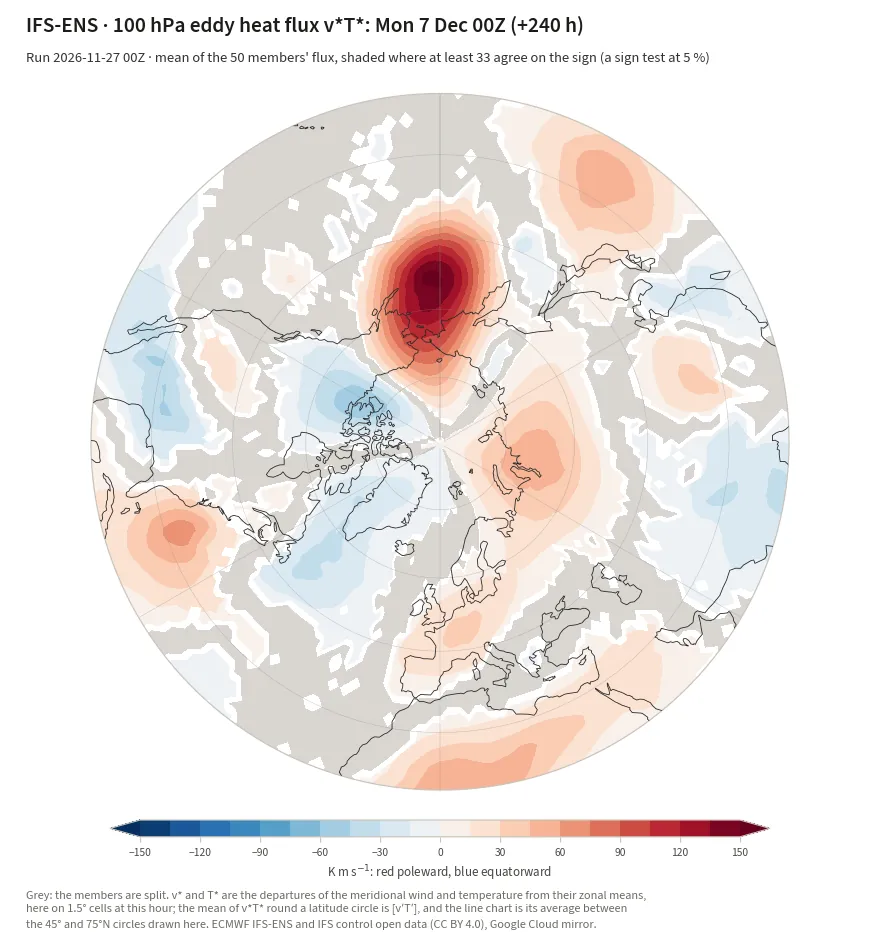 IFS-ENS · 100 hPa eddy heat flux v*T*: Mon 7 Dec 00Z (+240 h)
Run 2026-11-27 00Z · mean of the 50 members' flux, shaded where at least 33 agree on the sign (a sign test at 5 %)
−150 −120 −90 −60 −30 0 30 60 90 120 150
K m s⁻¹: red poleward, blue equatorward
Grey: the members are split. v* and T* are the departures of the meridional wind and temperature from their zonal means,
here on 1.5° cells at this hour; the mean of v*T* round a latitude circle is [v′T′], and the line chart is its average between
the 45° and 75°N circles drawn here. ECMWF IFS-ENS and IFS control open data (CC BY 4.0), Google Cloud mirror.